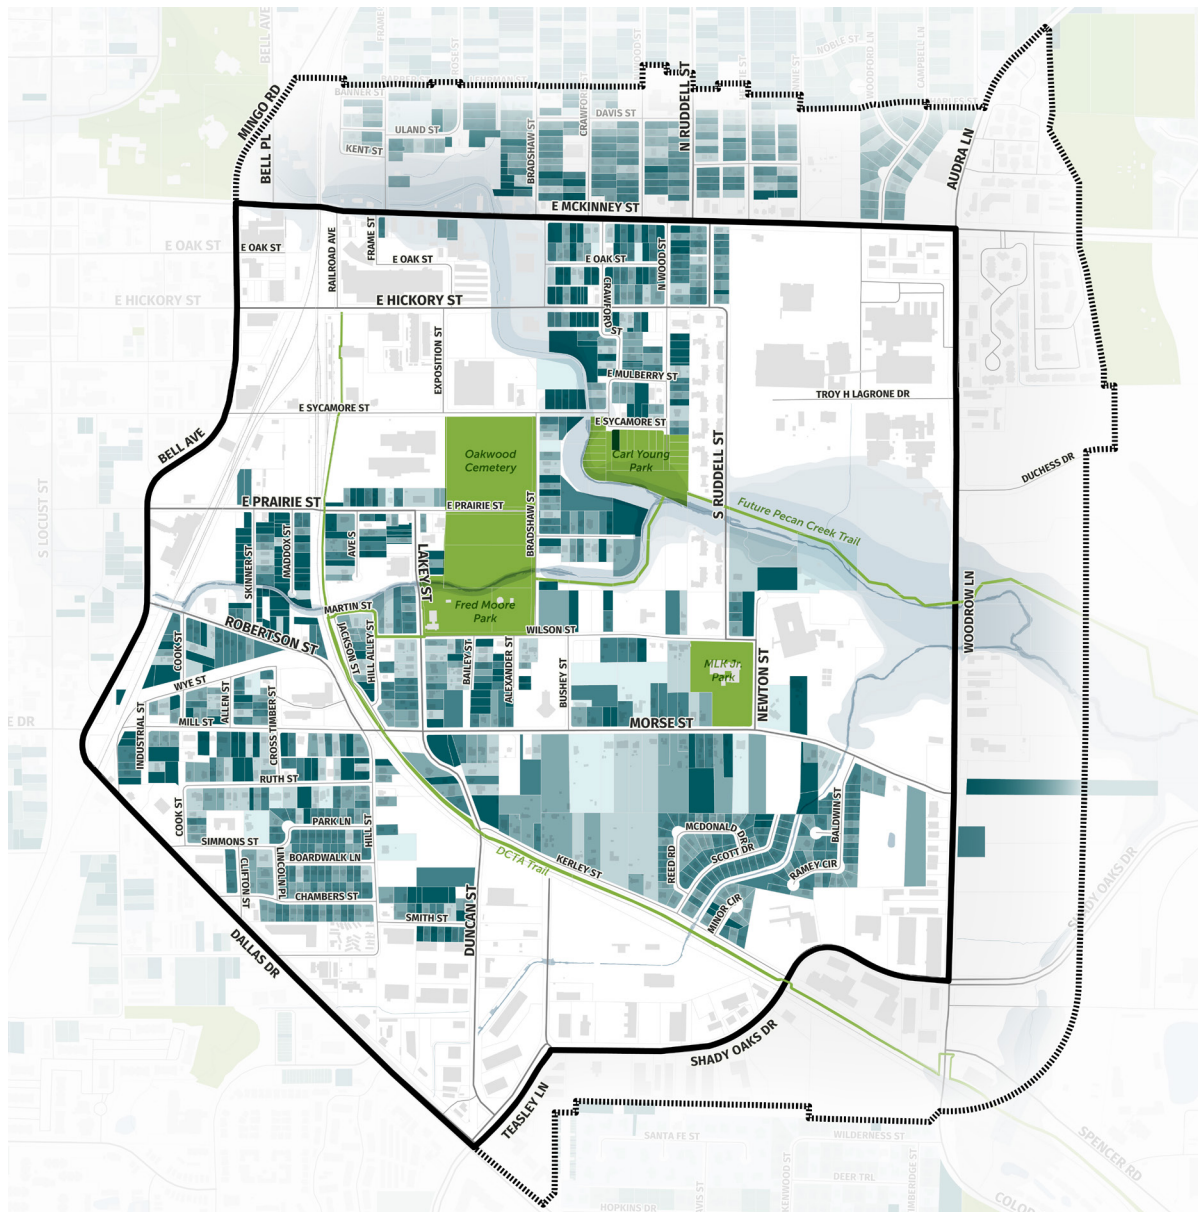 BELL AVE
MINGO RD
BELL PL
BANNER ST
ULAND ST
KENT ST
BRADSHAW ST
DAVIS ST
N RUDDELL ST
NOBLE ST
WOODFORD LN
CAMPBELL LN
AUDRA LN
E MCKINNEY ST
E OAK ST
E OAK ST
RAILROAD AVE
FRAME ST
E OAK ST
E OAK ST
N WOOD ST
CRAWFORD ST
E HICKORY ST
E HICKORY ST
EXPOSITION ST
E MULBERRY ST
TROY H LAGRONE DR
E SYCAMORE ST
E SYCAMORE ST
BELL AVE
Oakwood
Cemetery
Carl Young
Park
S RUDDELL ST
DUCHESS DR
S LOCUST ST
E PRAIRIE ST
E PRAIRIE ST
BRADSHAW ST
Future Pecan Creek Trail
SKINNER ST
MADDOX ST
AVE S
LAKEY ST
MARTIN ST
Fred Moore
Park
WOODROW LN
ROBERTSON ST
WILSON ST
COOK ST
JACKSON ST
HILL ALLEY ST
BAILEY ST
ALEXANDER ST
BUSHEY ST
MLK Jr.
Park
NEWTON ST
WYE ST
ALLEN ST
CROSS TIMBER ST
INDUSTRIAL ST
MILL ST
MORSE ST
E DR
RUTH ST
COOK ST
PARK LN
HILL ST
SIMMONS ST
BOARDWALK LN
LINCOLN PL
CLIFTON ST
CHAMBERS ST
SMITH ST
DUNCAN ST
DCTA Trail
KERLEY ST
MCDONALD DR
SCOTT DR
REED RD
RAMEY CIR
BALDWIN ST
MINOR CIR
DALLAS DR
SHADY OAKS DR
SHADY OAKS DR
TEASLEY LN
SANTA FE ST
WILDERNESS ST
DEER TRL
SPENCER RD
HOPKINS DR